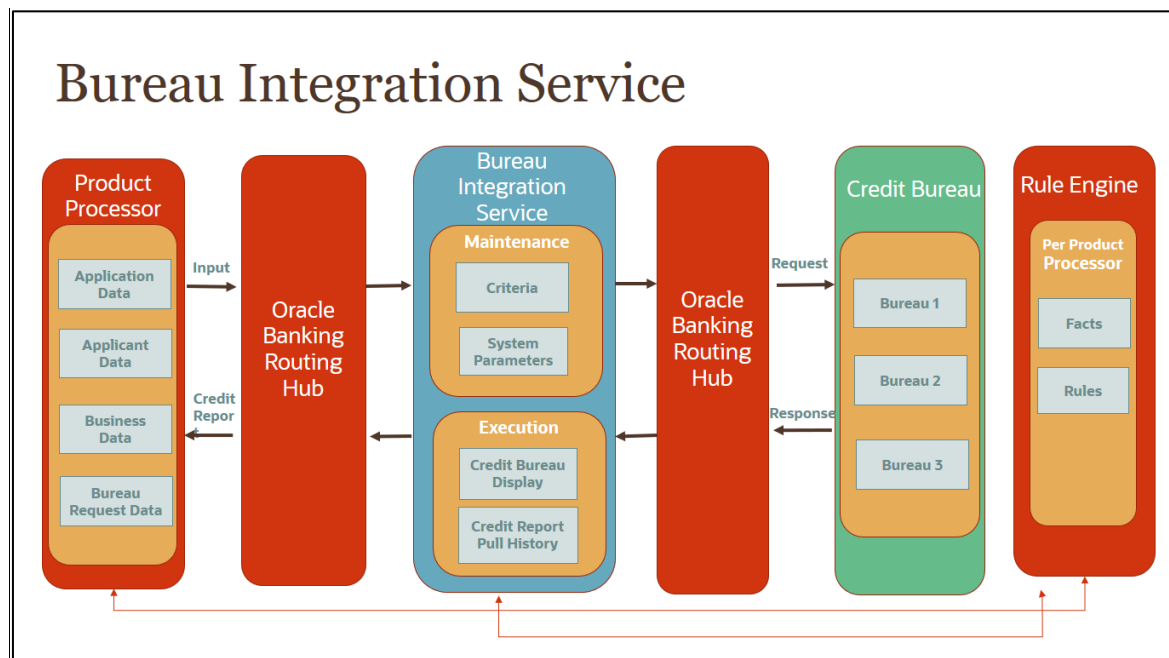 Bureau Integration Service
Product
Processor
Application
Data
Applicant
Data
Business
Data
Bureau
Request Data
Input
Credit
Repor
t
Oracle
Banking
Routing
Hub
Bureau
Integration
Service
Maintenance
Criteria
System
Parameters
Execution
Credit Bureau
Display
Credit Report
Pull History
Oracle
Banking
Routing
Hub
Request
Response
Credit Bureau
Bureau 1
Bureau 2
Bureau 3
Rule Engine
Per Product
Processor
Facts
Rules